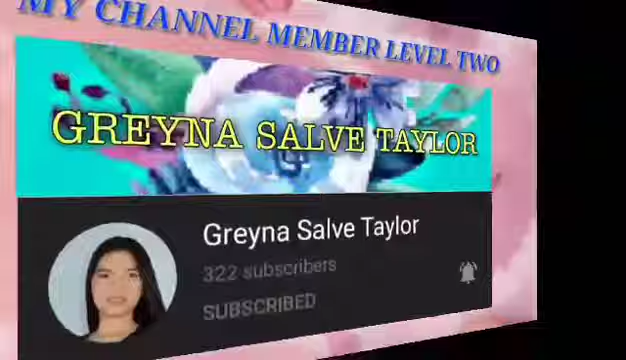 MY CHANNEL MEMBER LEVEL TWO
GREYNA SALVE TAYLOR
Greyna Salve Taylor
322 subscribers
SUBSCRIBED